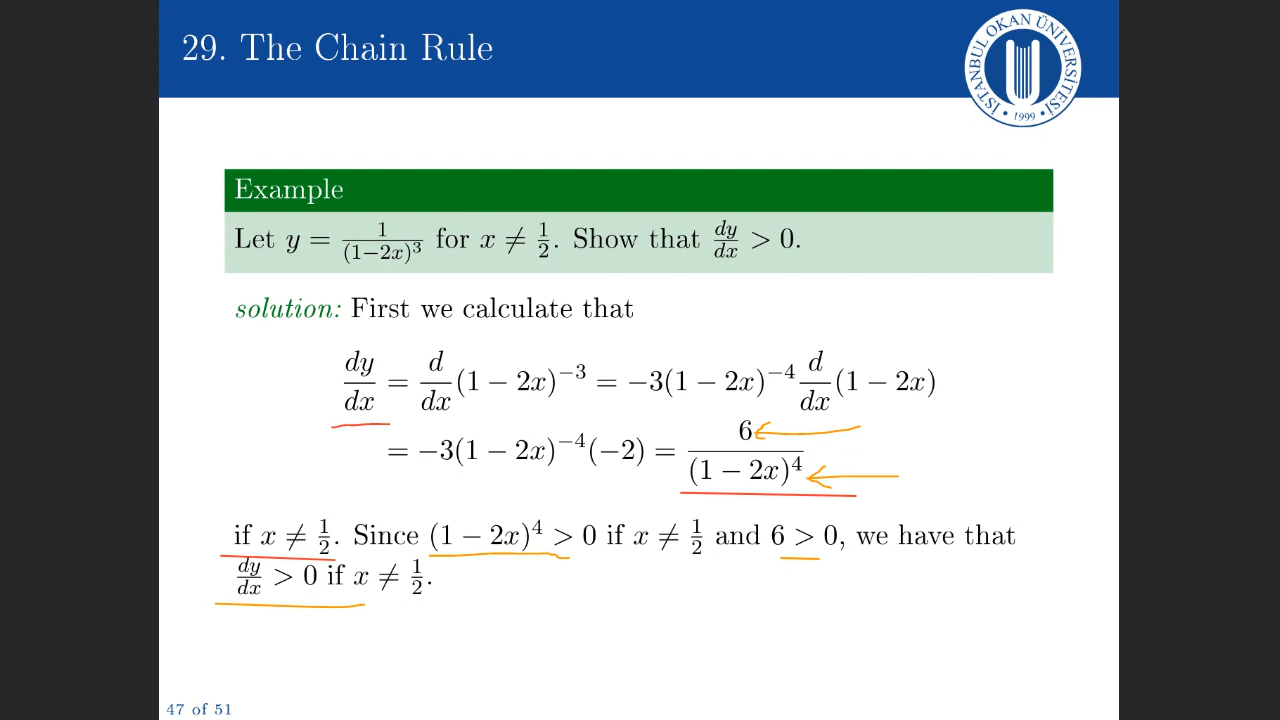 29. The Chain Rule
İSTANBUL OKAN ÜNİVERSİTESİ
• 1999 •
Example
Let y = 1/(1−2x)³ for x ≠ 1/2. Show that dy/dx > 0.
solution: First we calculate that
dy/dx = d/dx (1 − 2x)⁻³ = −3(1 − 2x)⁻⁴ d/dx (1 − 2x)
= −3(1 − 2x)⁻⁴(−2) = 6/(1 − 2x)⁴
if x ≠ 1/2. Since (1 − 2x)⁴ > 0 if x ≠ 1/2 and 6 > 0, we have that
dy/dx > 0 if x ≠ 1/2.
47 of 51